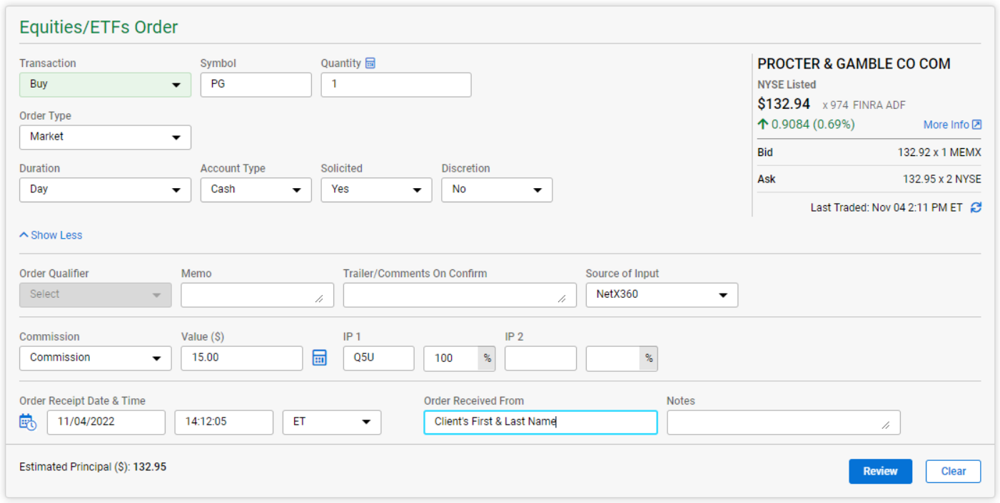 Equities/ETFs Order
Transaction Symbol Quantity
Buy PG 1
Order Type
Market
Duration Account Type Solicited Discretion
Day Cash Yes No
PROCTER & GAMBLE CO COM
NYSE Listed
$132.94 x 974 FINRA ADF
0.9084 (0.69%) More Info
Bid 132.92 x 1 MEMX
Ask 132.95 x 2 NYSE
Last Traded: Nov 04 2:11 PM ET
Show Less
Order Qualifier Memo Trailer/Comments On Confirm Source of Input
Select NetX360
Commission Value ($) IP 1 IP 2
Commission 15.00 Q5U 100 % %
Order Receipt Date & Time Order Received From Notes
11/04/2022 14:12:05 ET Client's First & Last Name
Estimated Principal ($): 132.95 Review Clear